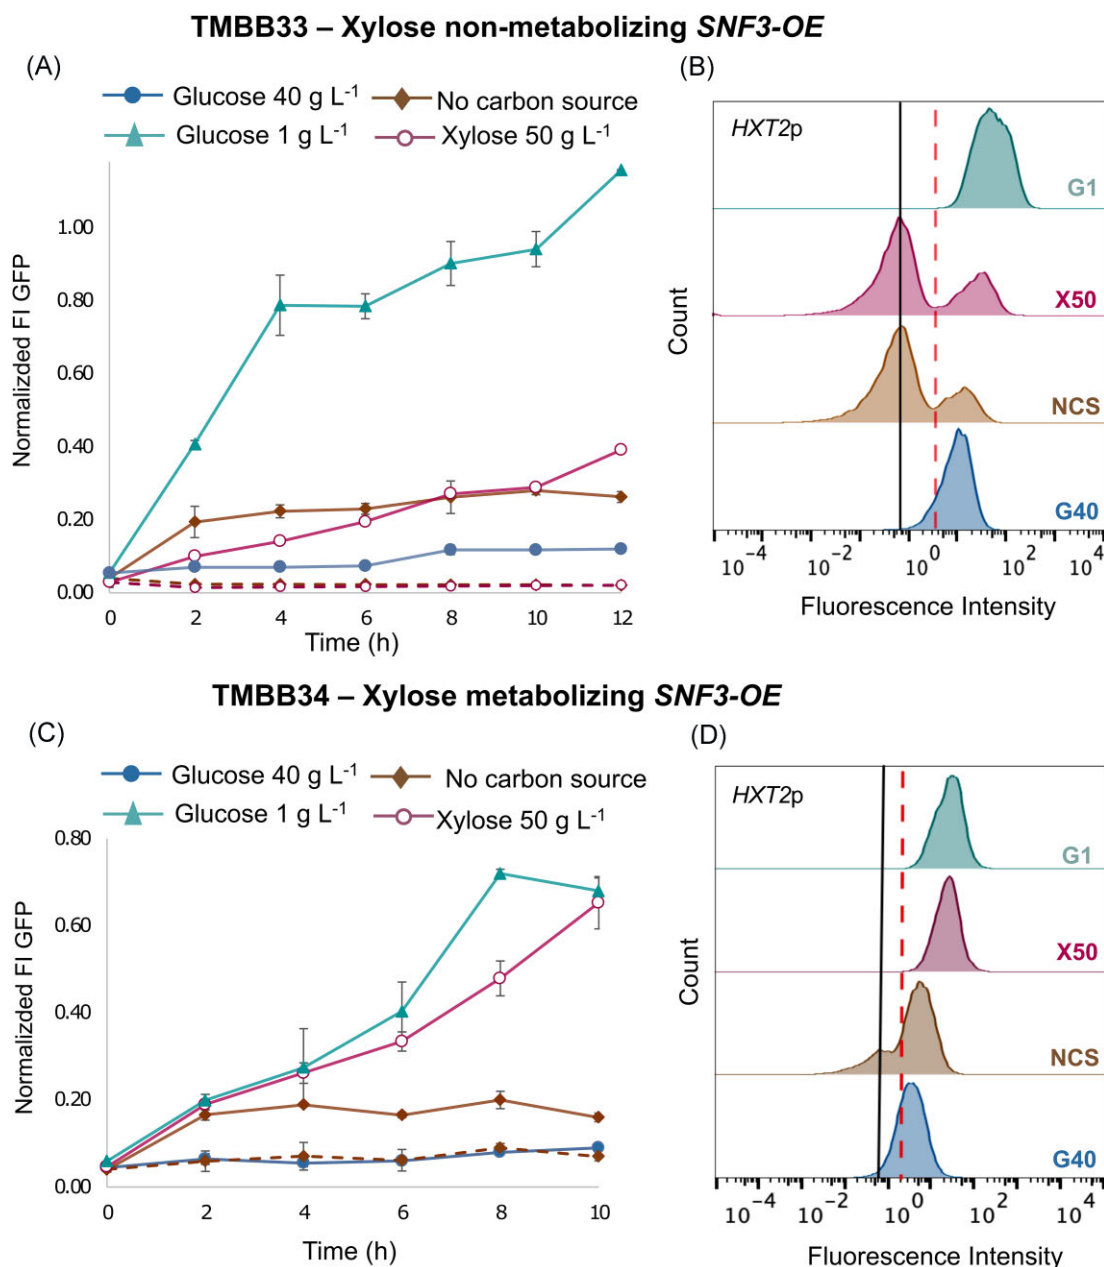 TMBB33 – Xylose non-metabolizing SNF3-OE
(A)
Glucose 40 g L-1
No carbon source
Glucose 1 g L-1
Xylose 50 g L-1
Normalizded FI GFP
1.00
0.80
0.60
0.40
0.20
0.00
0 2 4 6 8 10 12
Time (h)
(B)
HXT2p
G1
X50
NCS
G40
Count
10-4 10-2 100 102 104
Fluorescence Intensity
TMBB34 – Xylose metabolizing SNF3-OE
(C)
Glucose 40 g L-1
No carbon source
Glucose 1 g L-1
Xylose 50 g L-1
Normalizded FI GFP
0.80
0.60
0.40
0.20
0.00
0 2 4 6 8 10
Time (h)
(D)
HXT2p
G1
X50
NCS
G40
Count
10-4 10-2 100 102 104
Fluorescence Intensity